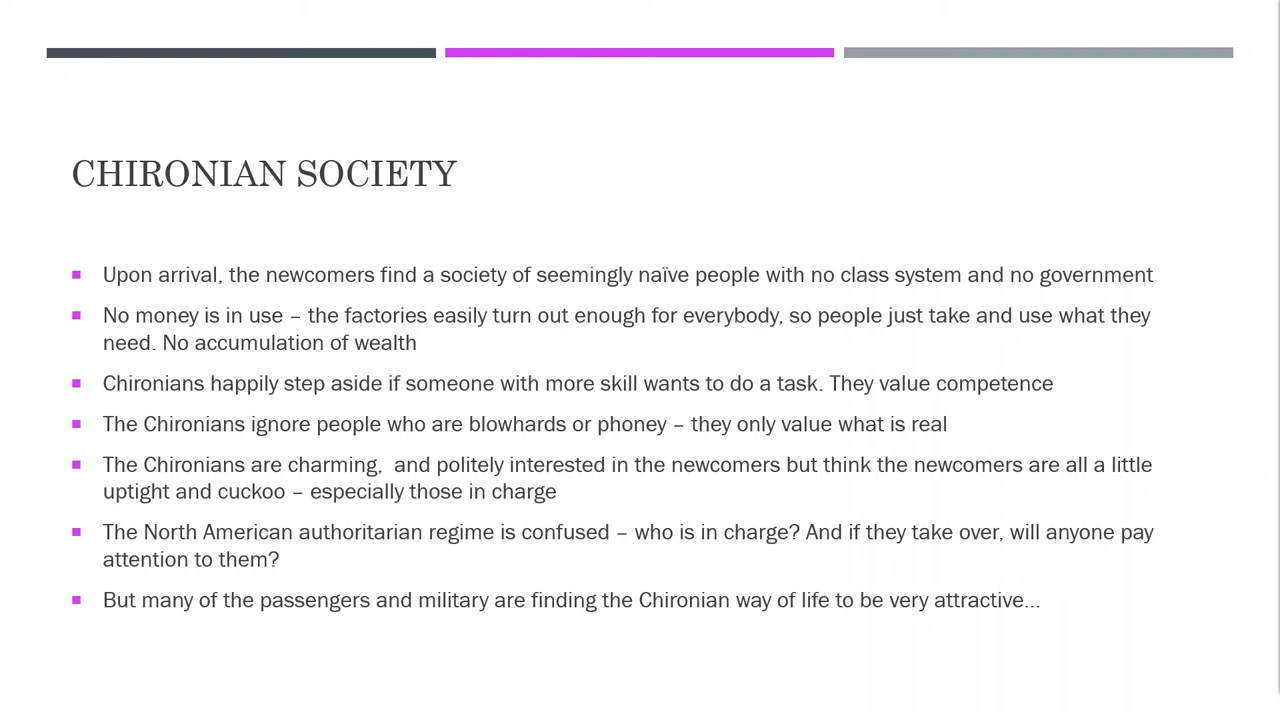 CHIRONIAN SOCIETY
Upon arrival, the newcomers find a society of seemingly naïve people with no class system and no government
No money is in use – the factories easily turn out enough for everybody, so people just take and use what they
need. No accumulation of wealth
Chironians happily step aside if someone with more skill wants to do a task. They value competence
The Chironians ignore people who are blowhards or phoney – they only value what is real
The Chironians are charming,  and politely interested in the newcomers but think the newcomers are all a little
uptight and cuckoo – especially those in charge
The North American authoritarian regime is confused – who is in charge? And if they take over, will anyone pay
attention to them?
But many of the passengers and military are finding the Chironian way of life to be very attractive…